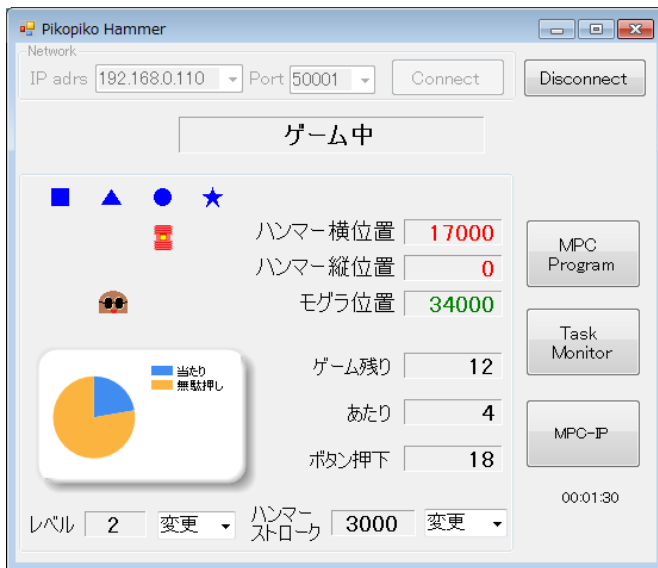 Pikopiko Hammer
Network
IP adrs 192.168.0.110 Port 50001 Connect Disconnect
ゲーム中
ハンマー横位置 17000
ハンマー縦位置 0
モグラ位置 34000
MPC
Program
当たり
無駄押し
ゲーム残り 12
あたり 4
ボタン押下 18
Task
Monitor
MPC-IP
00:01:30
レベル 2 変更
ハンマー
ストローク 3000 変更